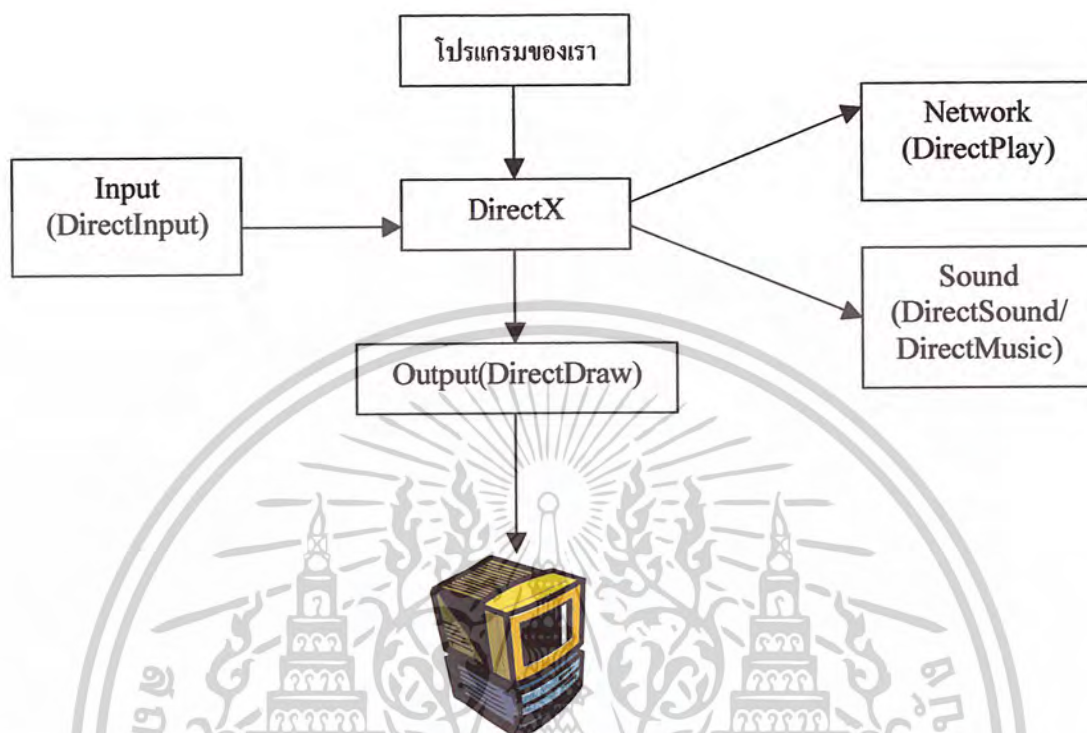 โปรแกรมของเรา
Network
(DirectPlay)
Input
(DirectInput)
DirectX
Sound
(DirectSound/
DirectMusic)
Output(DirectDraw)